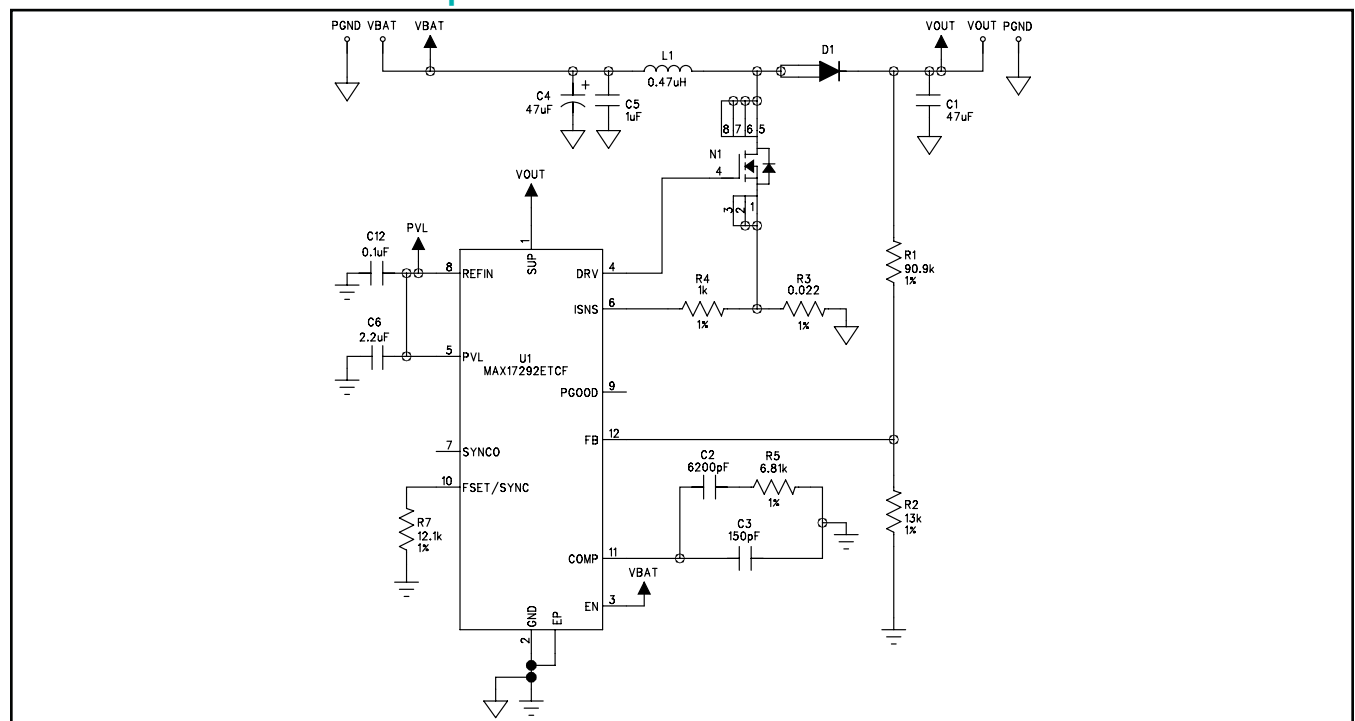 PGND VBAT VBAT
VOUT VOUT PGND
L1
0.47uH
D1
C4
47uF
+
C5
1uF
C1
47uF
8 7 6 5
N1
4
3 2 1
VOUT
PVL
C12
0.1uF
8 REFIN
1 SUP
DRV 4
ISNS 6
R4
1k
1%
R3
0.022
1%
R1
90.9k
1%
C6
2.2uF
5 PVL
U1
MAX17292ETCF
PGOOD 9
FB 12
7 SYNCO
10 FSET/SYNC
R7
12.1k
1%
C2
6200pF
R5
6.81k
1%
C3
150pF
R2
13k
1%
COMP 11
VBAT
EN 3
GND
2
EP